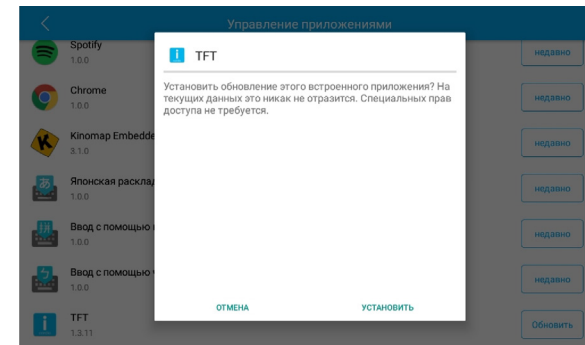 Управление приложениями
Spotify
1.0.0
недавно
Chrome
1.0.0
недавно
Kinomap Embedde
3.1.0
недавно
Японская расклад
1.0.0
недавно
Ввод с помощью
1.0.0
недавно
Ввод с помощью
1.0.0
недавно
TFT
1.3.11
Обновить
TFT
Установить обновление этого встроенного приложения? На
текущих данных это никак не отразится. Специальных прав
доступа не требуется.
ОТМЕНА
УСТАНОВИТЬ